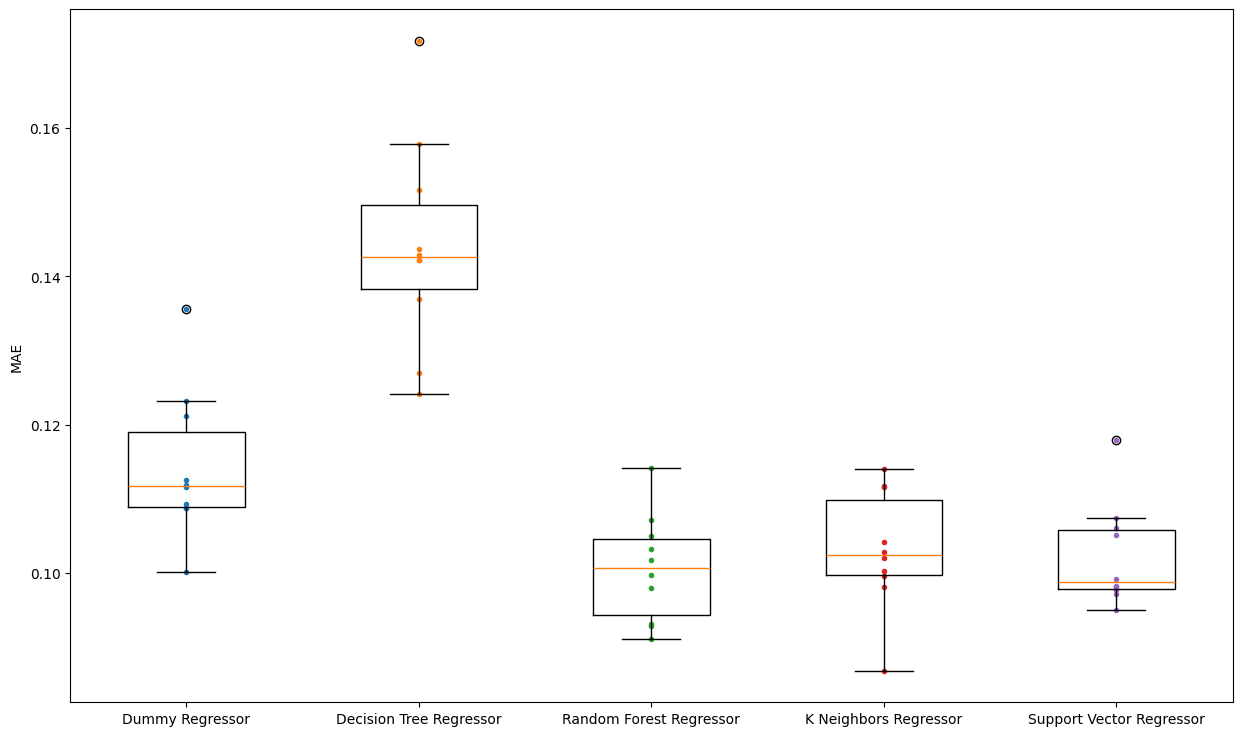 MAE
0.16
0.14
0.12
0.10
Dummy Regressor
Decision Tree Regressor
Random Forest Regressor
K Neighbors Regressor
Support Vector Regressor